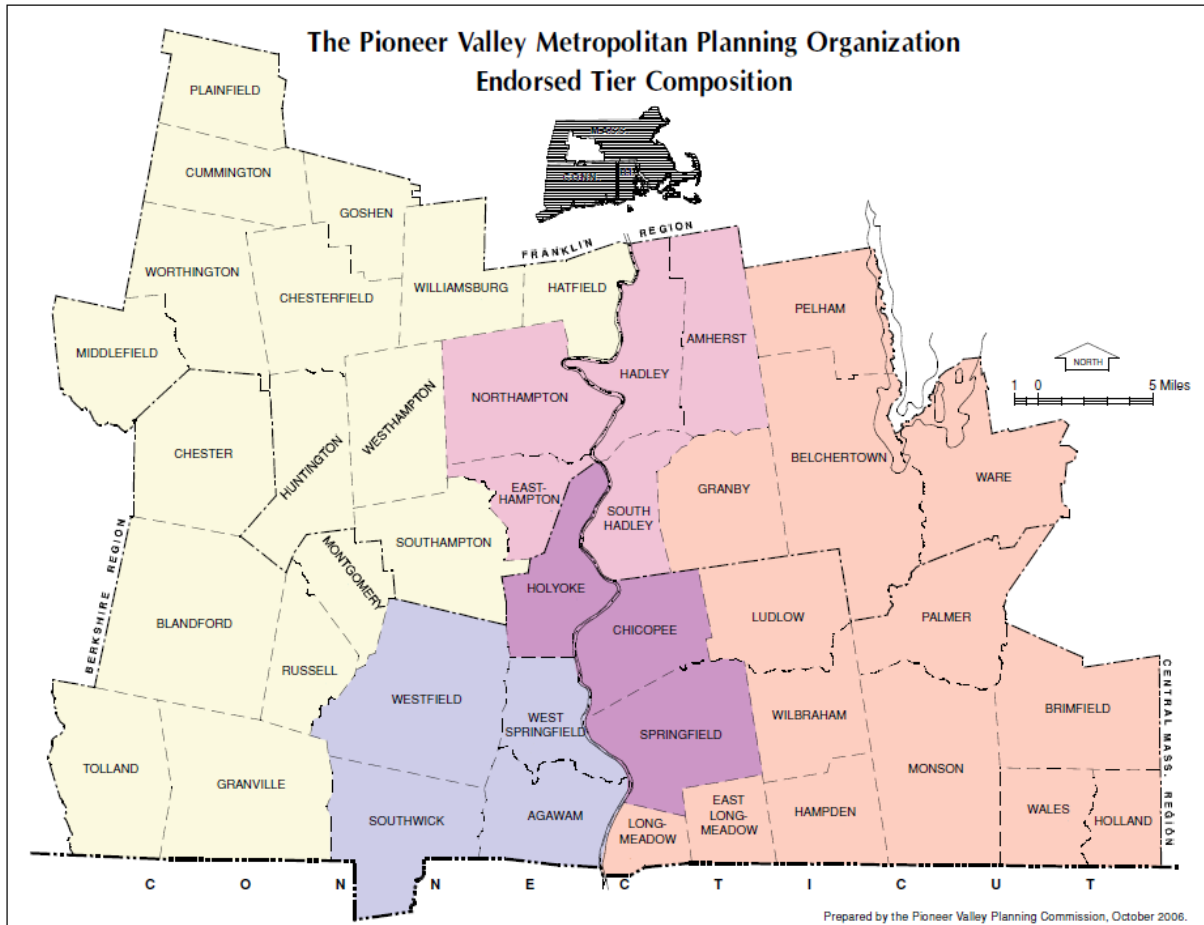 The Pioneer Valley Metropolitan Planning Organization
Endorsed Tier Composition
MASS.
CONN.
R.I.
PLAINFIELD
CUMMINGTON
GOSHEN
FRANKLIN REGION
WORTHINGTON
CHESTERFIELD
WILLIAMSBURG
HATFIELD
PELHAM
AMHERST
MIDDLEFIELD
HADLEY
NORTH
1 0 5 Miles
NORTHAMPTON
WESTHAMPTON
CHESTER
HUNTINGTON
BELCHERTOWN
WARE
EAST-
HAMPTON
GRANBY
SOUTH
HADLEY
SOUTHAMPTON
MONTGOMERY
BERKSHIRE REGION
HOLYOKE
BLANDFORD
CHICOPEE
LUDLOW
PALMER
RUSSELL
WESTFIELD
WEST
SPRINGFIELD
SPRINGFIELD
WILBRAHAM
BRIMFIELD
CENTRAL MASS. REGION
TOLLAND
GRANVILLE
MONSON
SOUTHWICK
AGAWAM
LONG-
MEADOW
EAST
LONG-
MEADOW
HAMPDEN
WALES
HOLLAND
CONNECTICUT
Prepared by the Pioneer Valley Planning Commission, October 2006.